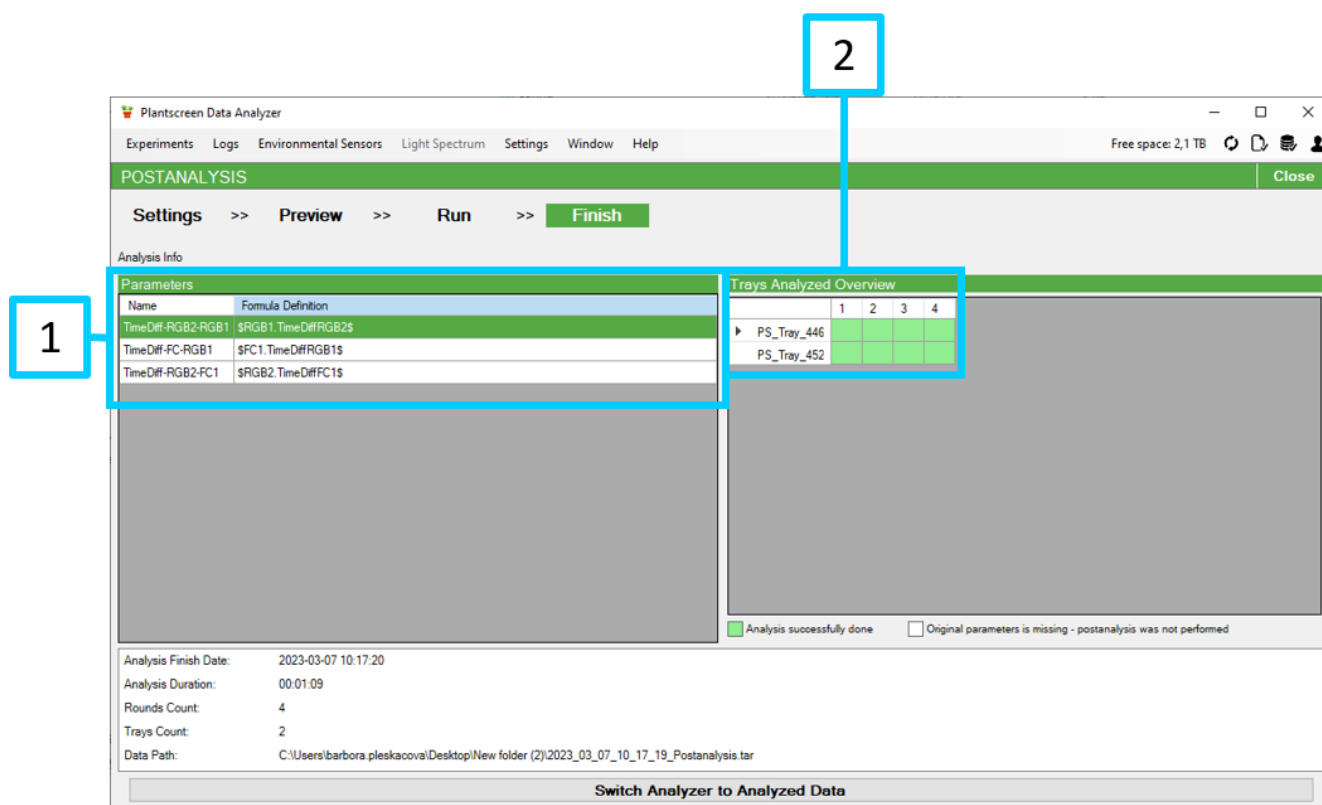 2
Plantscreen Data Analyzer
Experiments Logs Environmental Sensors Light Spectrum Settings Window Help Free space: 2,1 TB
POSTANALYSIS Close
Settings >> Preview >> Run >> Finish
Analysis Info
1
Parameters
Name Formula Definition
TimeDiff-RGB2-RGB1 $RGB1.TimeDiffRGB2$
TimeDiff-FC-RGB1 $FC1.TimeDiffRGB1$
TimeDiff-RGB2-FC1 $RGB2.TimeDiffFC1$
Trays Analyzed Overview
1 2 3 4
PS_Tray_446
PS_Tray_452
Analysis successfully done Original parameters is missing - postanalysis was not performed
Analysis Finish Date: 2023-03-07 10:17:20
Analysis Duration: 00:01:09
Rounds Count: 4
Trays Count: 2
Data Path: C:\Users\barbora.pleskacova\Desktop\New folder (2)\2023_03_07_10_17_19_Postanalysis.tar
Switch Analyzer to Analyzed Data